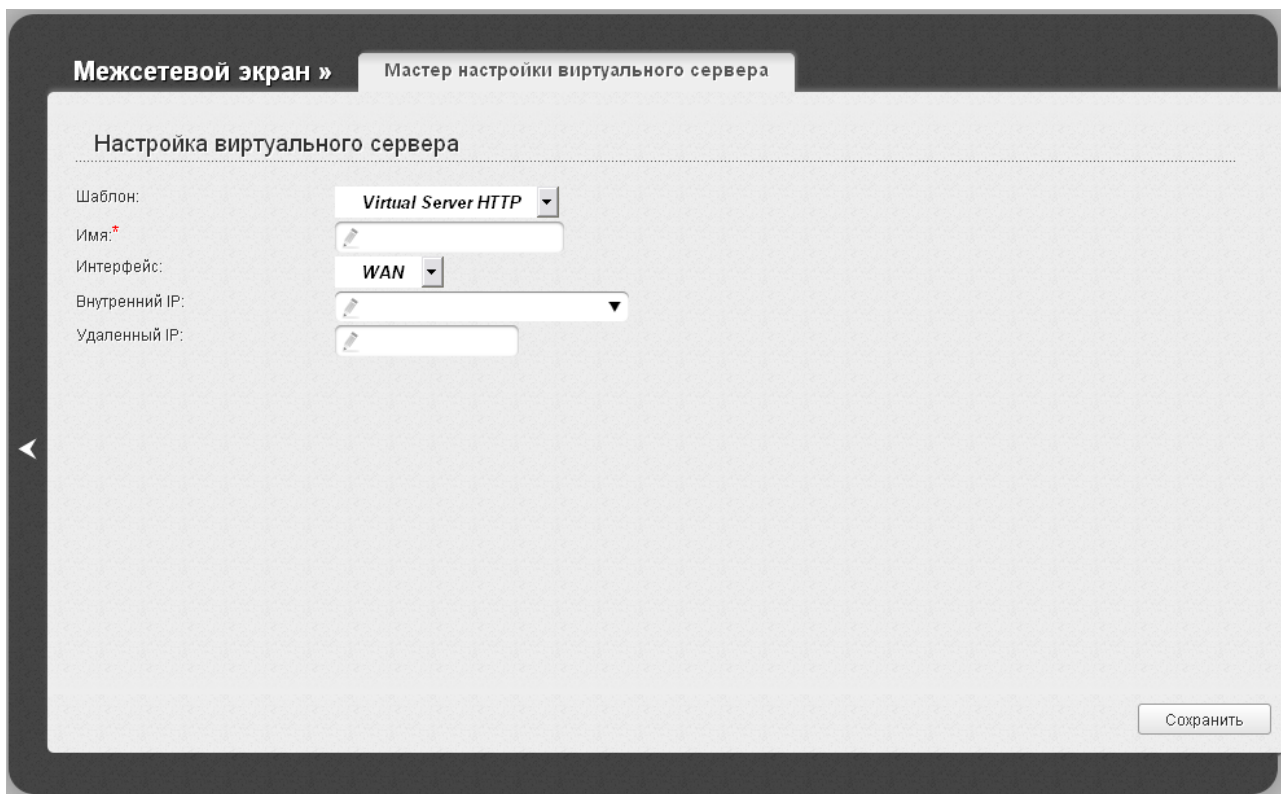 Межсетевой экран »
Мастер настройки виртуального сервера
Настройка виртуального сервера
Шаблон:
Virtual Server HTTP
Имя:*
Интерфейс:
WAN
Внутренний IP:
Удаленный IP:
Сохранить